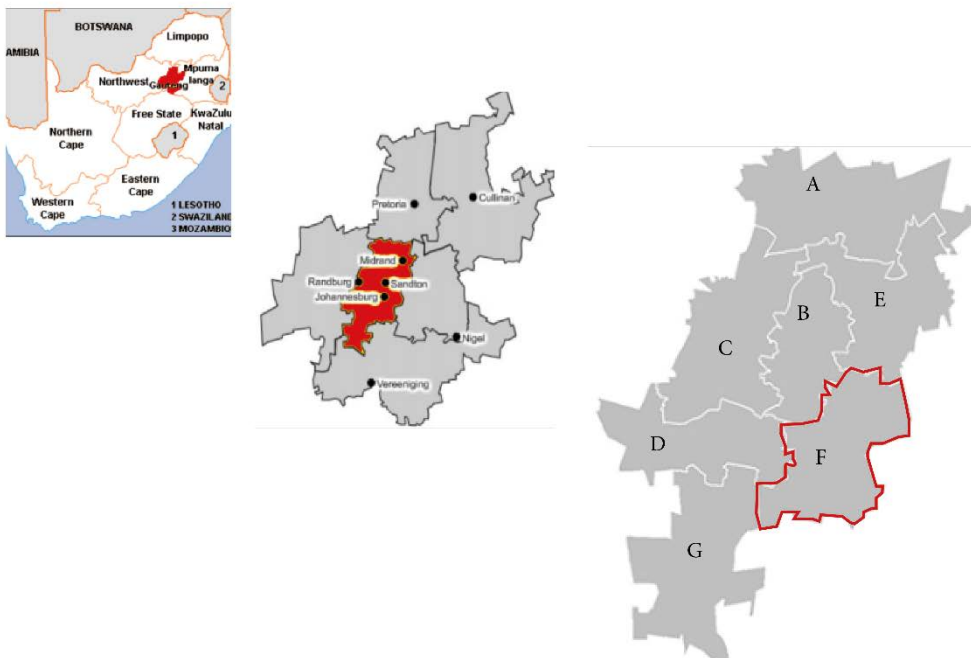 BOTSWANA
AMIBIA
Limpopo
Mpuma
langa
Northwest
Gauteng
2
Free State
KwaZulu
Natal
1
Northern
Cape
Eastern
Cape
Western
Cape
1 LESOTHO
2 SWAZILAND
3 MOZAMBIQ
Pretoria
Cullinan
Midrand
Randburg
Sandton
Johannesburg
Nigel
Vereeniging
A
B
E
C
D
F
G